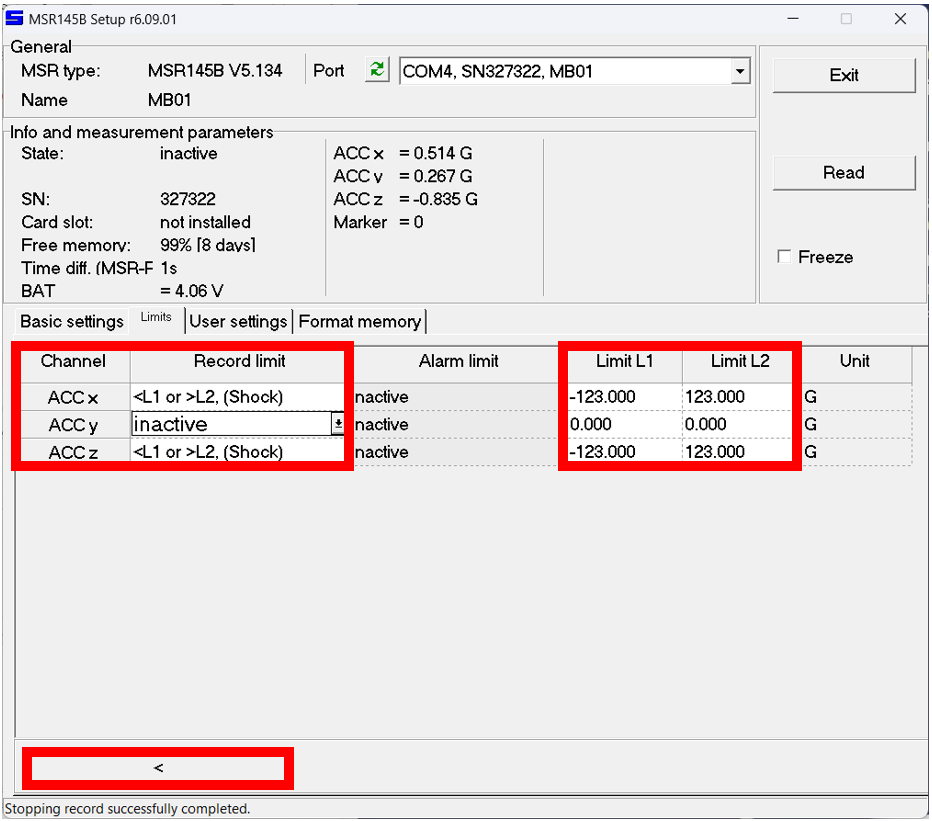 MSR145B Setup r6.09.01
General
MSR type: MSR145B V5.134 Port COM4, SN327322, MB01
Name MB01
Exit
Info and measurement parameters
State: inactive
SN: 327322
Card slot: not installed
Free memory: 99% [8 days]
Time diff. (MSR-P 1s
BAT = 4.06 V
ACC x = 0.514 G
ACC y = 0.267 G
ACC z = -0.835 G
Marker = 0
Read
Freeze
Basic settings Limits User settings Format memory
Channel Record limit Alarm limit Limit L1 Limit L2 Unit
ACC x <L1 or >L2, (Shock) nactive -123.000 123.000 G
ACC y inactive nactive 0.000 0.000 G
ACC z <L1 or >L2, (Shock) nactive -123.000 123.000 G
<
Stopping record successfully completed.